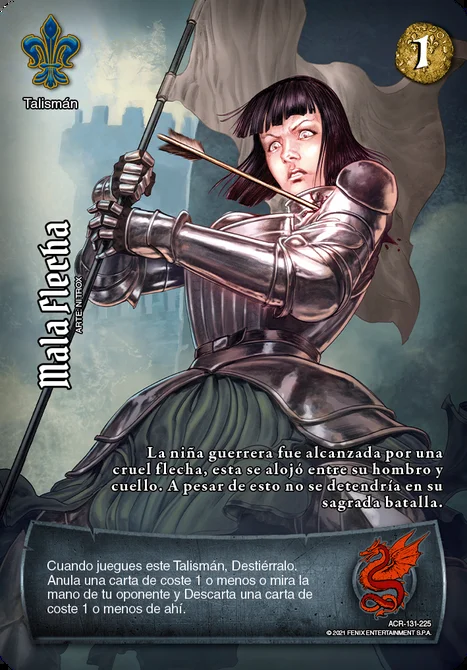 1
Talismán
Mala Flecha
ARTE: NITROX
La niña guerrera fue alcanzada por una
cruel flecha, esta se alojó entre su hombro y
cuello. A pesar de esto no se detendría en su
sagrada batalla.
Cuando juegues este Talismán, Destiérralo.
Anula una carta de coste 1 o menos o mira la
mano de tu oponente y Descarta una carta de
coste 1 o menos de ahí.
ACR-131-225
© 2021 FENIX ENTERTAINMENT S.P.A.